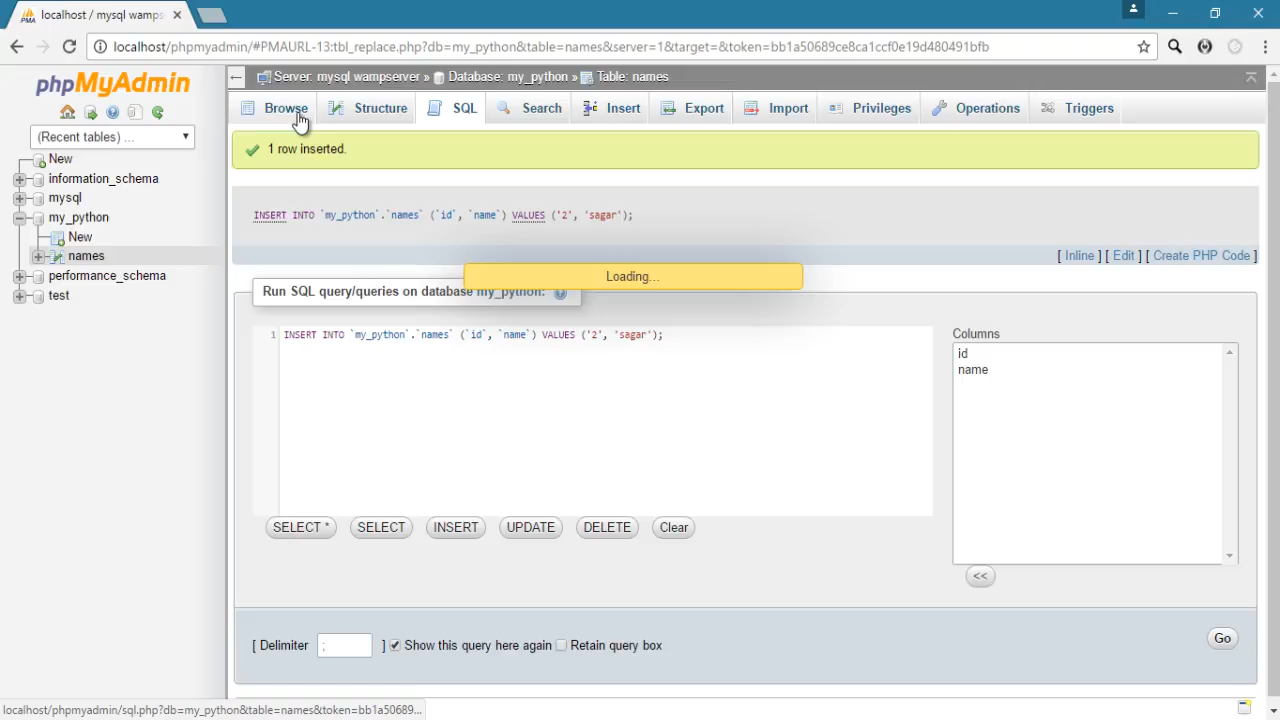 localhost / mysql wamps
localhost/phpmyadmin/#PMAURL-13:tbl_replace.php?db=my_python&table=names&server=1&target=&token=bb1a50689ce8ca1ccf0e19d480491bfb
phpMyAdmin
(Recent tables) ...
New
information_schema
mysql
my_python
New
names
performance_schema
test
Server: mysql wampserver » Database: my_python » Table: names
Browse Structure SQL Search Insert Export Import Privileges Operations Triggers
1 row inserted.
INSERT INTO `my_python`.`names` (`id`, `name`) VALUES ('2', 'sagar');
[ Inline ] [ Edit ] [ Create PHP Code ]
Loading...
Run SQL query/queries on database my_python:
1 INSERT INTO `my_python`.`names` (`id`, `name`) VALUES ('2', 'sagar');
Columns
id
name
SELECT * SELECT INSERT UPDATE DELETE Clear
<<
[ Delimiter ; ] Show this query here again Retain query box
Go
localhost/phpmyadmin/sql.php?db=my_python&table=names&token=bb1a50689...